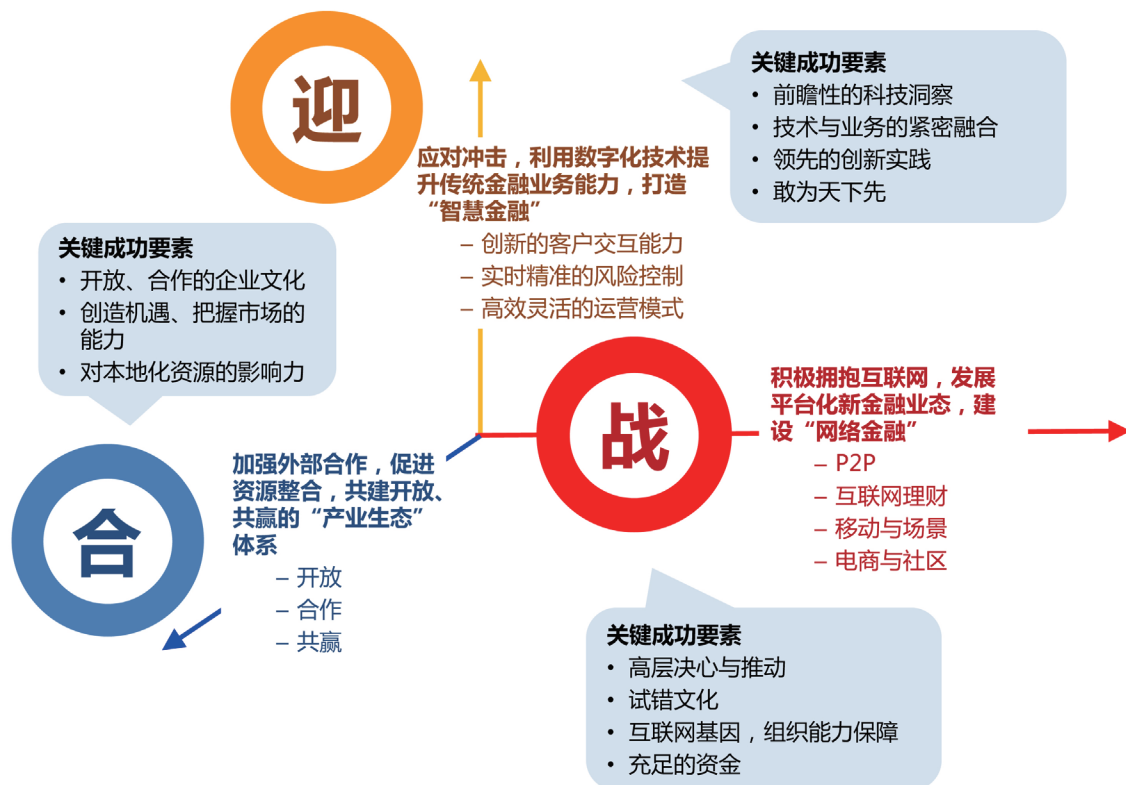 迎
应对冲击，利用数字化技术提
升传统金融业务能力，打造
“智慧金融”
– 创新的客户交互能力
– 实时精准的风险控制
– 高效灵活的运营模式
关键成功要素
• 前瞻性的科技洞察
• 技术与业务的紧密融合
• 领先的创新实践
• 敢为天下先
关键成功要素
• 开放、合作的企业文化
• 创造机遇、把握市场的
能力
• 对本地化资源的影响力
合
加强外部合作，促进
资源整合，共建开放、
共赢的“产业生态”
体系
– 开放
– 合作
– 共赢
战
积极拥抱互联网，发展
平台化新金融业态，建
设“网络金融”
– P2P
– 互联网理财
– 移动与场景
– 电商与社区
关键成功要素
• 高层决心与推动
• 试错文化
• 互联网基因，组织能力保障
• 充足的资金